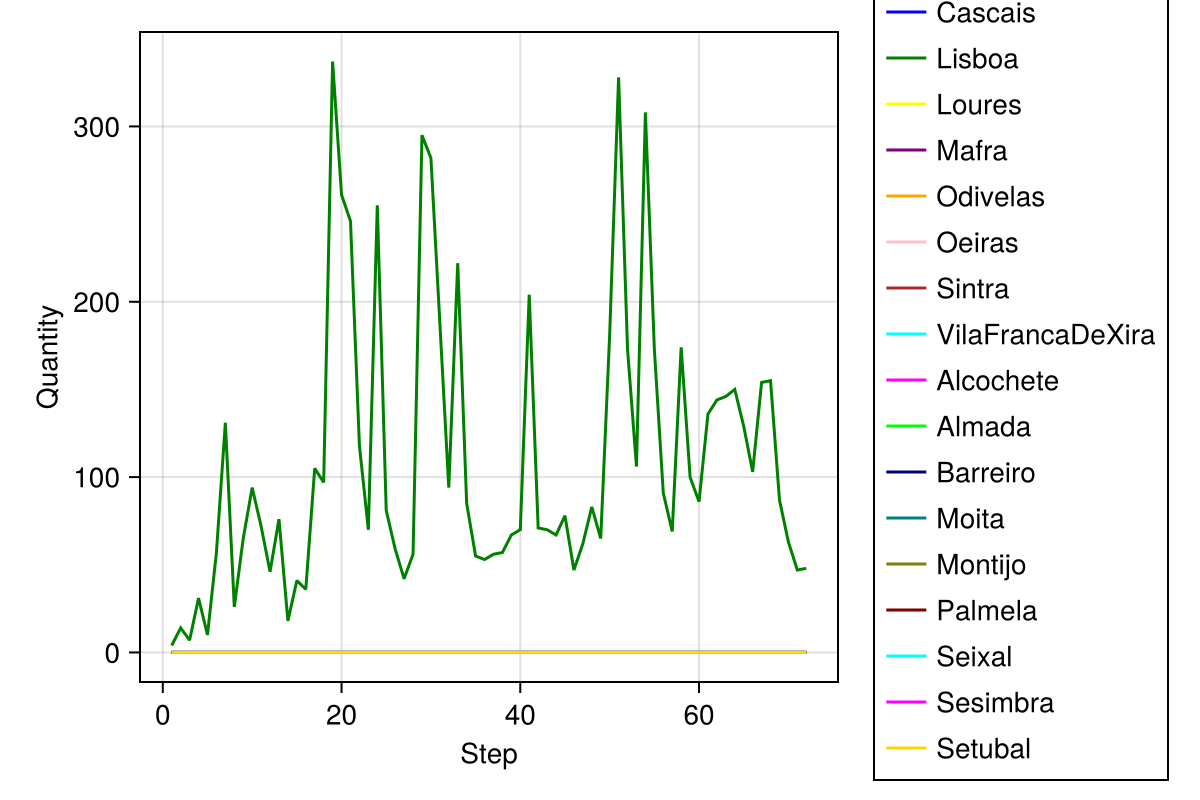 Quantity
300
200
100
0
0 20 40 60
Step
Cascais
Lisboa
Loures
Mafra
Odivelas
Oeiras
Sintra
VilaFrancaDeXira
Alcochete
Almada
Barreiro
Moita
Montijo
Palmela
Seixal
Sesimbra
Setubal